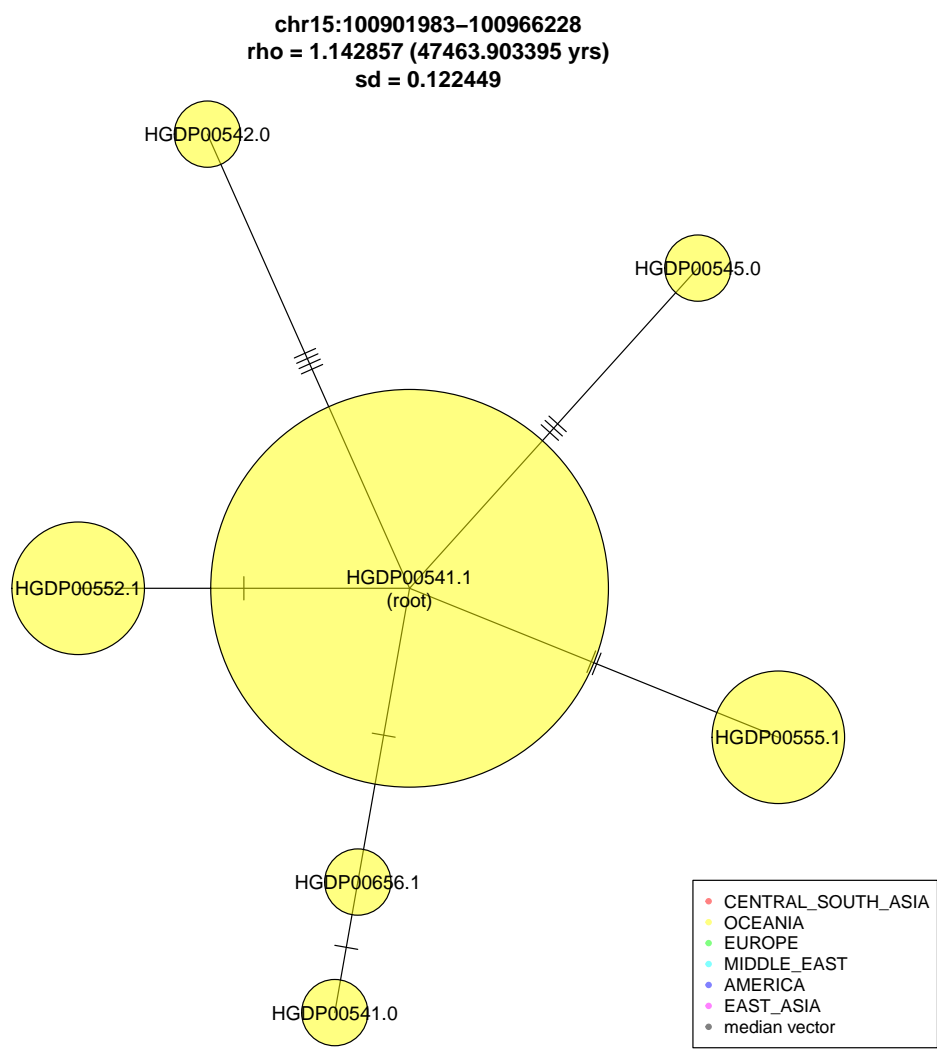 chr15:100901983−100966228
rho = 1.142857 (47463.903395 yrs)
sd = 0.122449
HGDP00542.0
HGDP00545.0
HGDP00541.1
(root)
HGDP00552.1
HGDP00555.1
HGDP00656.1
HGDP00541.0
CENTRAL_SOUTH_ASIA
OCEANIA
EUROPE
MIDDLE_EAST
AMERICA
EAST_ASIA
median vector